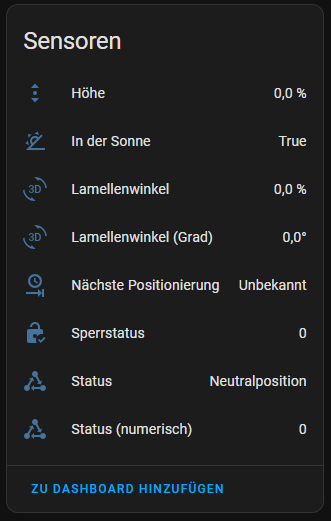 Sensoren
Höhe 0,0 %
In der Sonne True
3D Lamellenwinkel 0,0 %
3D Lamellenwinkel (Grad) 0,0°
Nächste Positionierung Unbekannt
Sperrstatus 0
Status Neutralposition
Status (numerisch) 0
ZU DASHBOARD HINZUFÜGEN